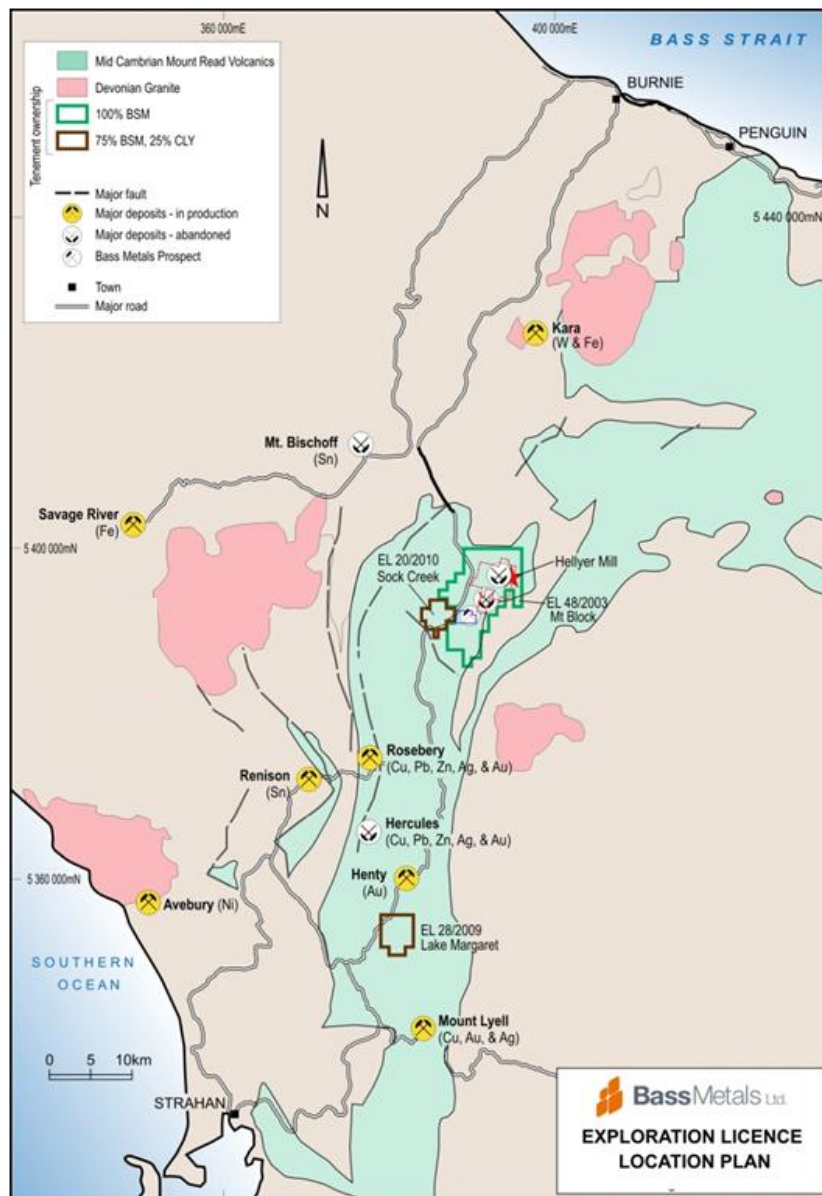 360 000mE
400 000mE
BASS STRAIT
Mid Cambrian Mount Read Volcanics
Devonian Granite
Tenement ownership
100% BSM
75% BSM, 25% CLY
Major fault
Major deposits - in production
Major deposits - abandoned
Bass Metals Prospect
Town
Major road
N
BURNIE
PENGUIN
5 440 000mN
Kara
(W & Fe)
Mt. Bischoff
(Sn)
Savage River
(Fe)
5 400 000mN
EL 20/2010
Sock Creek
Hellyer Mill
EL 48/2003
Mt Block
Rosebery
(Cu, Pb, Zn, Ag, & Au)
Renison
(Sn)
Hercules
(Cu, Pb, Zn, Ag, & Au)
5 360 000mN
Henty
(Au)
Avebury (Ni)
EL 28/2009
Lake Margaret
SOUTHERN
OCEAN
Mount Lyell
(Cu, Au, & Ag)
0 5 10km
STRAHAN
BassMetals Ltd.
EXPLORATION LICENCE
LOCATION PLAN